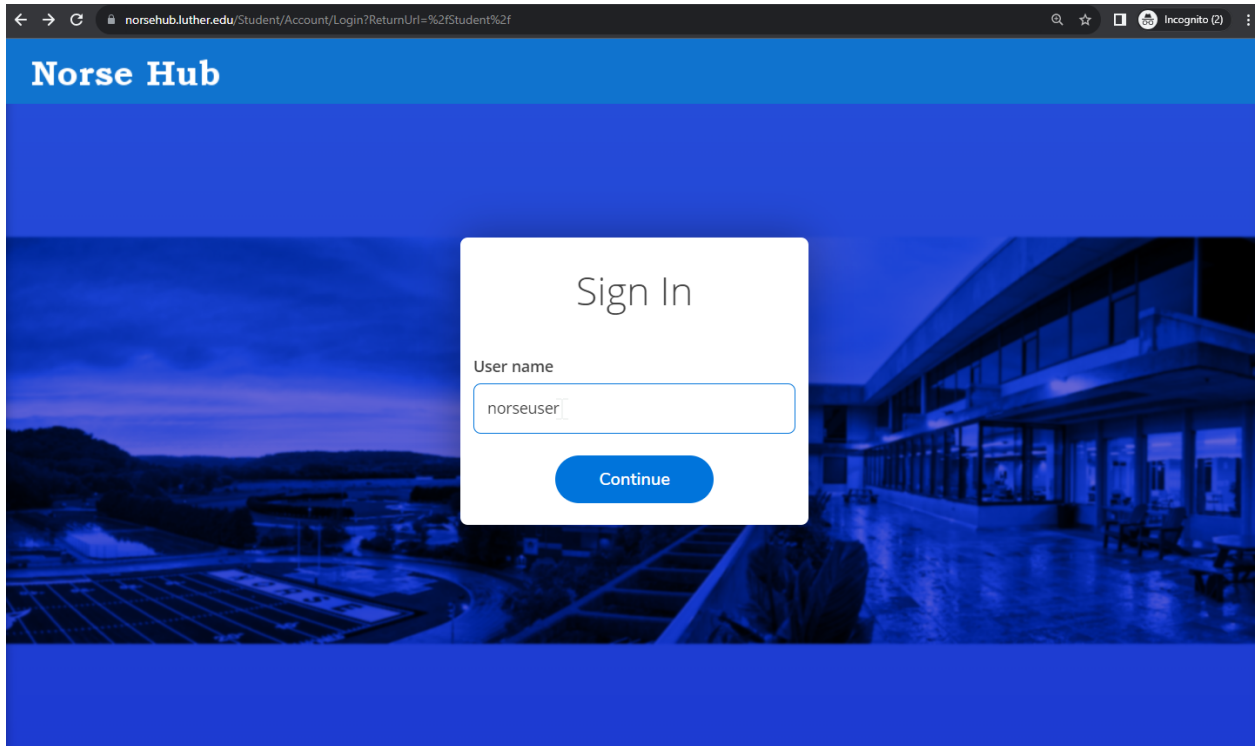 norsehub.luther.edu/Student/Account/Login?ReturnUrl=%2fStudent%2f
Incognito (2)
Norse Hub
Sign In
User name
norseuser
Continue
NORSE